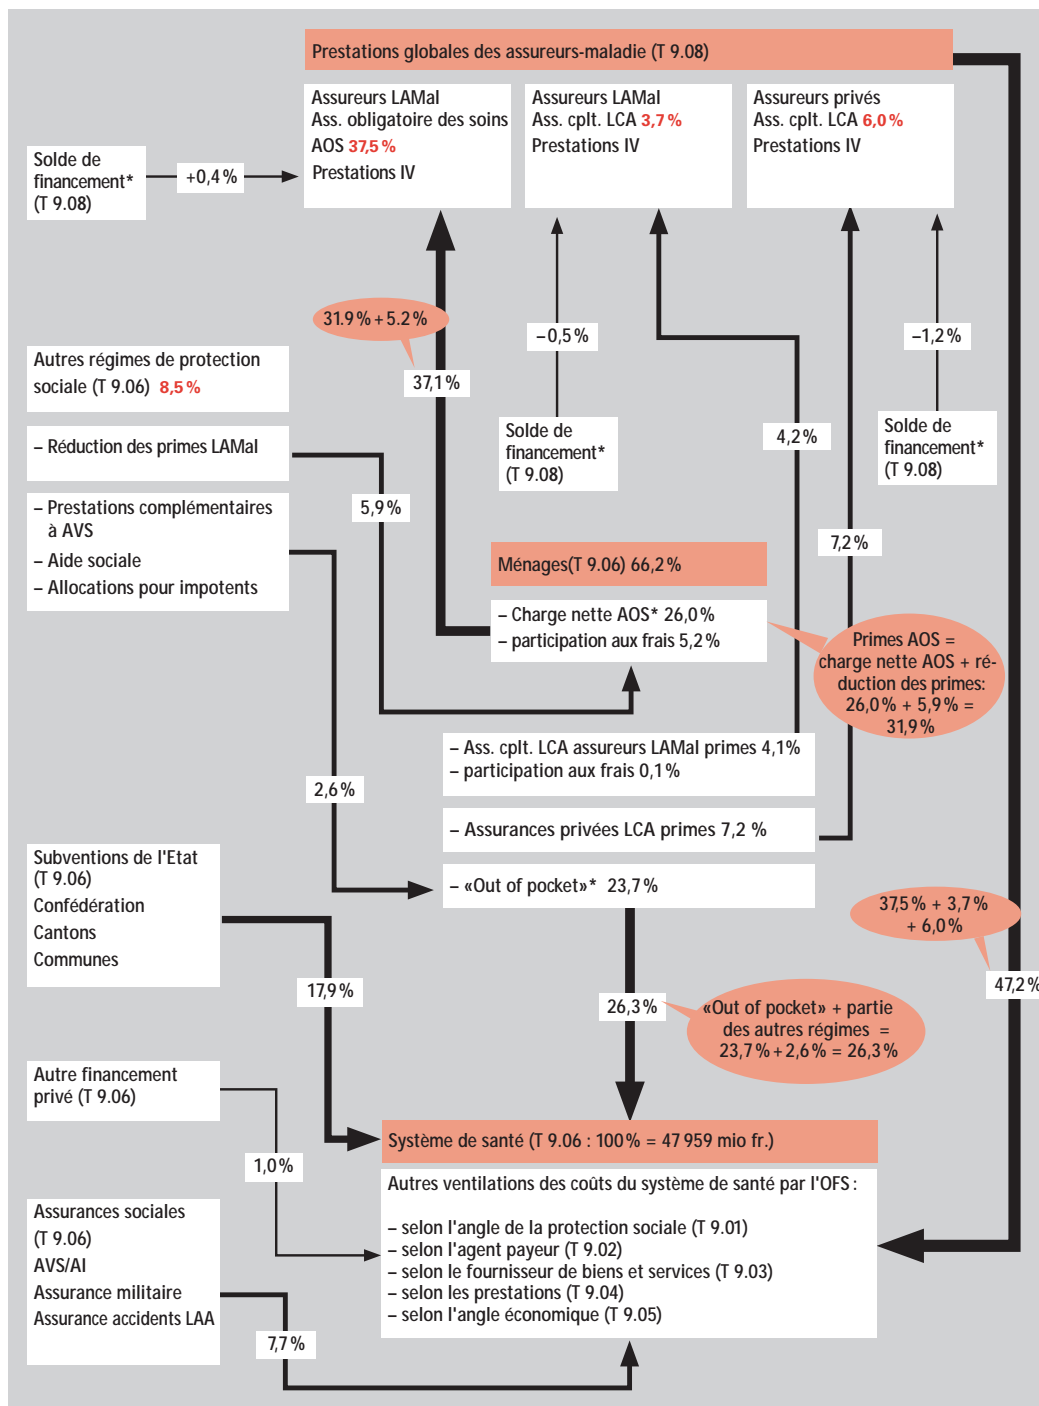 Prestations globales des assureurs-maladie (T 9.08)
Assureurs LAMal
Ass. obligatoire des soins
AOS 37,5 %
Prestations IV
Assureurs LAMal
Ass. cplt. LCA 3,7 %
Prestations IV
Assureurs privés
Ass. cplt. LCA 6,0 %
Prestations IV
Solde de
financement*
(T 9.08)
+0,4 %
31.9 % + 5.2 %
37,1 %
–0,5 %
–1,2 %
Autres régimes de protection
sociale (T 9.06) 8,5 %
– Réduction des primes LAMal
– Prestations complémentaires
à AVS
– Aide sociale
– Allocations pour impotents
Solde de
financement*
(T 9.08)
4,2 %
Solde de
financement*
(T 9.08)
5,9 %
7,2 %
Ménages(T 9.06) 66,2 %
– Charge nette AOS* 26,0 %
– participation aux frais 5,2 %
Primes AOS =
charge nette AOS + ré-
duction des primes:
26,0 % + 5,9 % =
31,9 %
– Ass. cplt. LCA assureurs LAMal primes 4,1%
– participation aux frais 0,1 %
2,6 %
– Assurances privées LCA primes 7,2 %
– «Out of pocket»* 23,7 %
Subventions de l'Etat
(T 9.06)
Confédération
Cantons
Communes
37,5 % + 3,7 %
+ 6,0 %
47,2 %
17,9 %
26,3 %
«Out of pocket» + partie
des autres régimes =
23,7 % + 2,6 % = 26,3 %
Autre financement
privé (T 9.06)
1,0 %
Système de santé (T 9.06 : 100 % = 47 959 mio fr.)
Autres ventilations des coûts du système de santé par l'OFS :
– selon l'angle de la protection sociale (T 9.01)
– selon l'agent payeur (T 9.02)
– selon le fournisseur de biens et services (T 9.03)
– selon les prestations (T 9.04)
– selon l'angle économique (T 9.05)
Assurances sociales
(T 9.06)
AVS/AI
Assurance militaire
Assurance accidents LAA
7,7 %